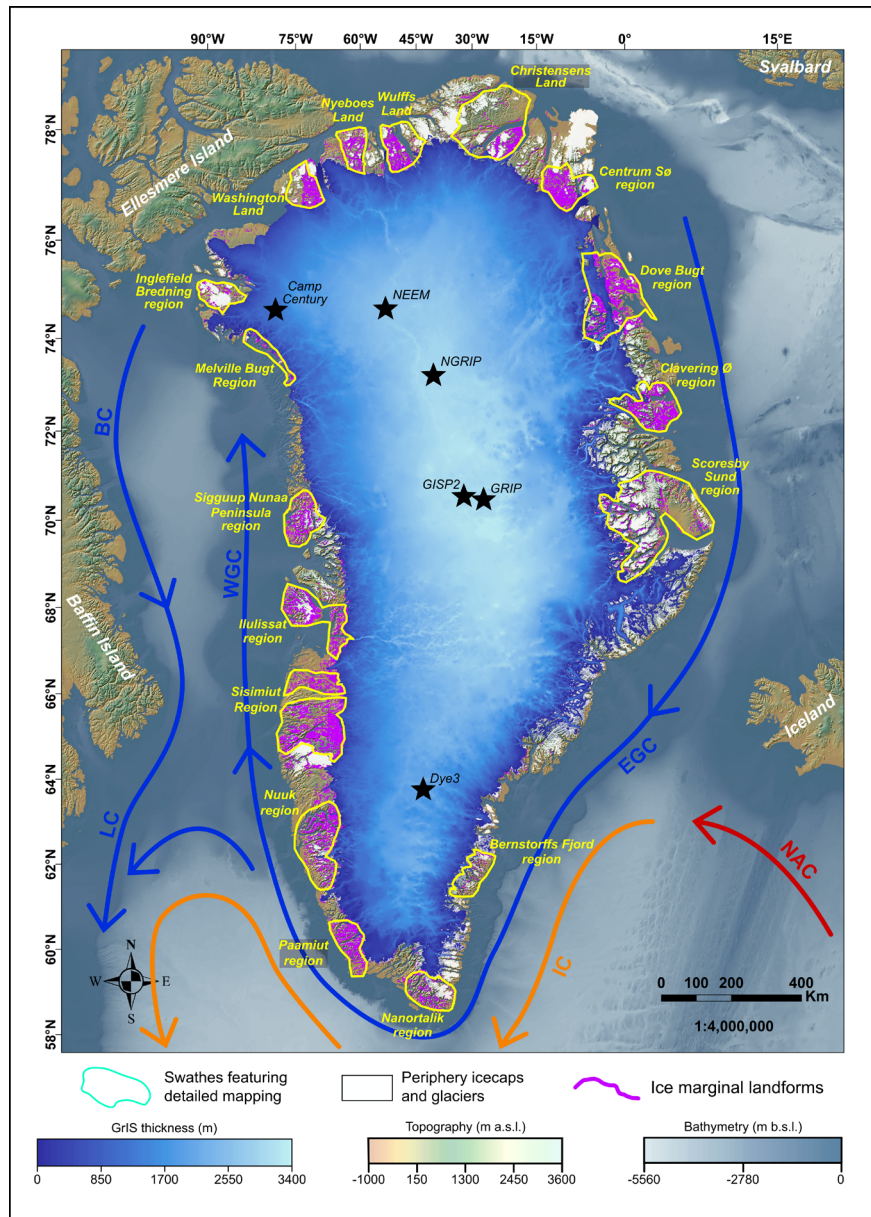 90°W 75°W 60°W 45°W 30°W 15°W 0° 15°E
Svalbard
Christensens
Land
Wulffs
Land
Nyeboes
Land
78°N
Ellesmere Island
Washington
Land
Centrum Sø
region
76°N
Inglefield
Bredning
region
Camp
Century
NEEM
Dove Bugt
region
74°N
Melville Bugt
Region
NGRIP
Clavering Ø
region
BC
72°N
GISP2
GRIP
Scoresby
Sund
region
Sigguup Nunaa
Peninsula
region
70°N
WGC
68°N
Ilulissat
region
Baffin Island
66°N
Sisimiut
Region
Iceland
EGC
64°N
Dye3
Nuuk
region
LC
NAC
62°N
Bernstorffs Fjord
region
60°N
Paamiut
region
IC
N
W E
S
0 100 200 400
Km
1:4,000,000
Nanortalik
region
58°N
Swathes featuring
detailed mapping
Periphery icecaps
and glaciers
Ice marginal landforms
GrIS thickness (m)
0 850 1700 2550 3400
Topography (m a.s.l.)
-1000 150 1300 2450 3600
Bathymetry (m b.s.l.)
-5560 -2780 0